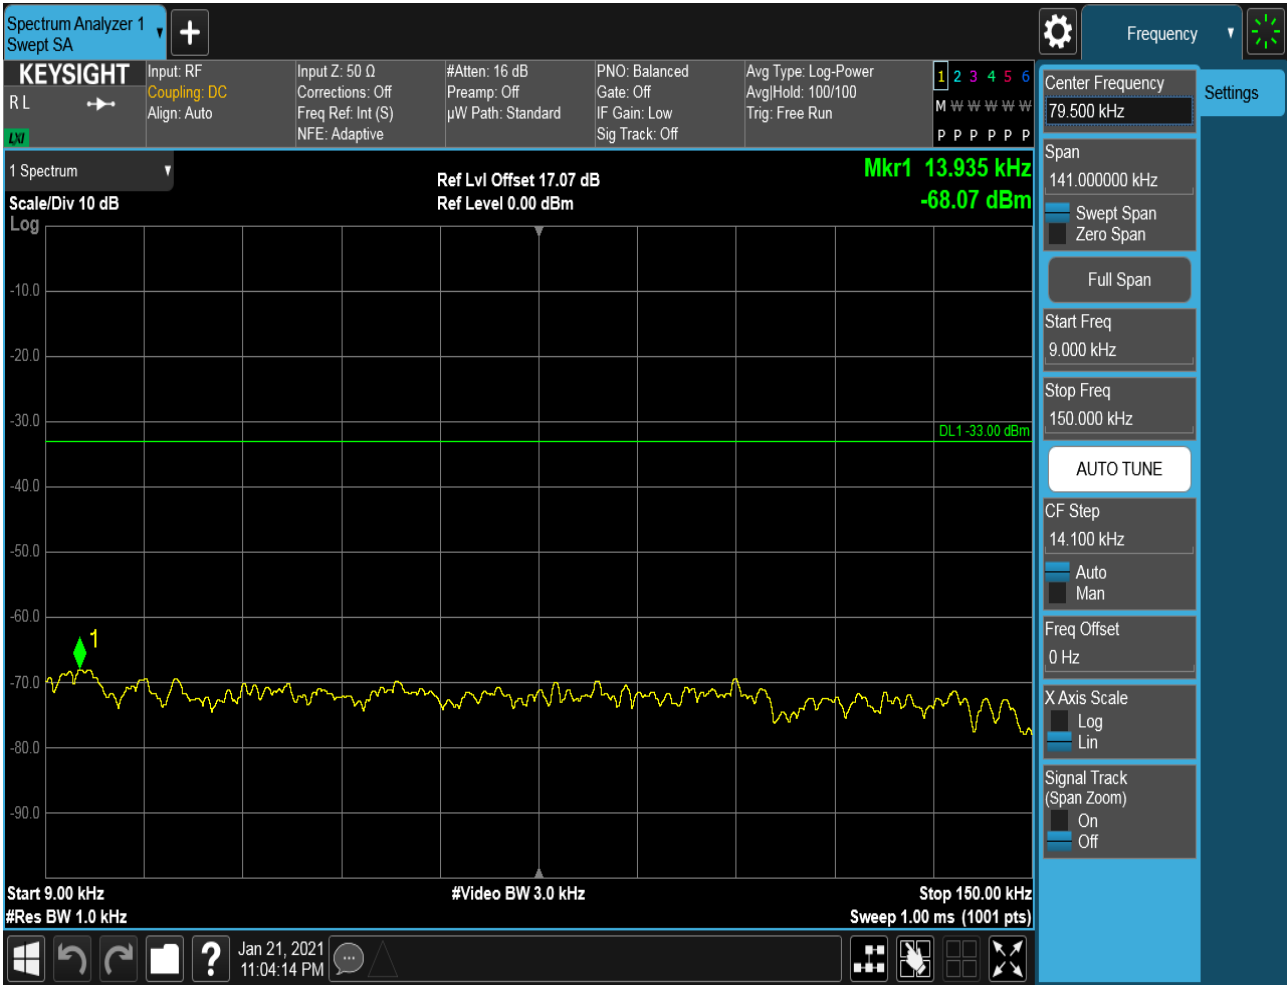 Spectrum Analyzer 1
Swept SA
Frequency
KEYSIGHT
R L
LXI
Input: RF
Coupling: DC
Align: Auto
Input Z: 50 Ω
Corrections: Off
Freq Ref: Int (S)
NFE: Adaptive
#Atten: 16 dB
Preamp: Off
µW Path: Standard
PNO: Balanced
Gate: Off
IF Gain: Low
Sig Track: Off
Avg Type: Log-Power
Avg|Hold: 100/100
Trig: Free Run
1 2 3 4 5 6
M W W W W W
P P P P P P
1 Spectrum
Scale/Div 10 dB
Log
Ref Lvl Offset 17.07 dB
Ref Level 0.00 dBm
Mkr1 13.935 kHz
-68.07 dBm
-10.0
-20.0
-30.0
DL1 -33.00 dBm
-40.0
-50.0
-60.0
1
-70.0
-80.0
-90.0
Start 9.00 kHz
#Video BW 3.0 kHz
Stop 150.00 kHz
#Res BW 1.0 kHz
Sweep 1.00 ms (1001 pts)
Center Frequency
79.500 kHz
Settings
Span
141.000000 kHz
Swept Span
Zero Span
Full Span
Start Freq
9.000 kHz
Stop Freq
150.000 kHz
AUTO TUNE
CF Step
14.100 kHz
Auto
Man
Freq Offset
0 Hz
X Axis Scale
Log
Lin
Signal Track
(Span Zoom)
On
Off
?
Jan 21, 2021
11:04:14 PM